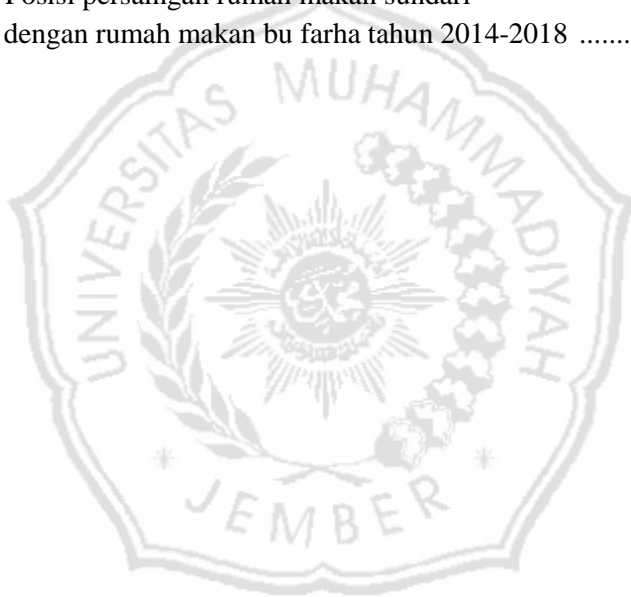 Posisi persaingan rumah makan sundari
dengan rumah makan bu farha tahun 2014-2018 .......
UNIVERSITAS MUHAMMADIYAH
* JEMBER *